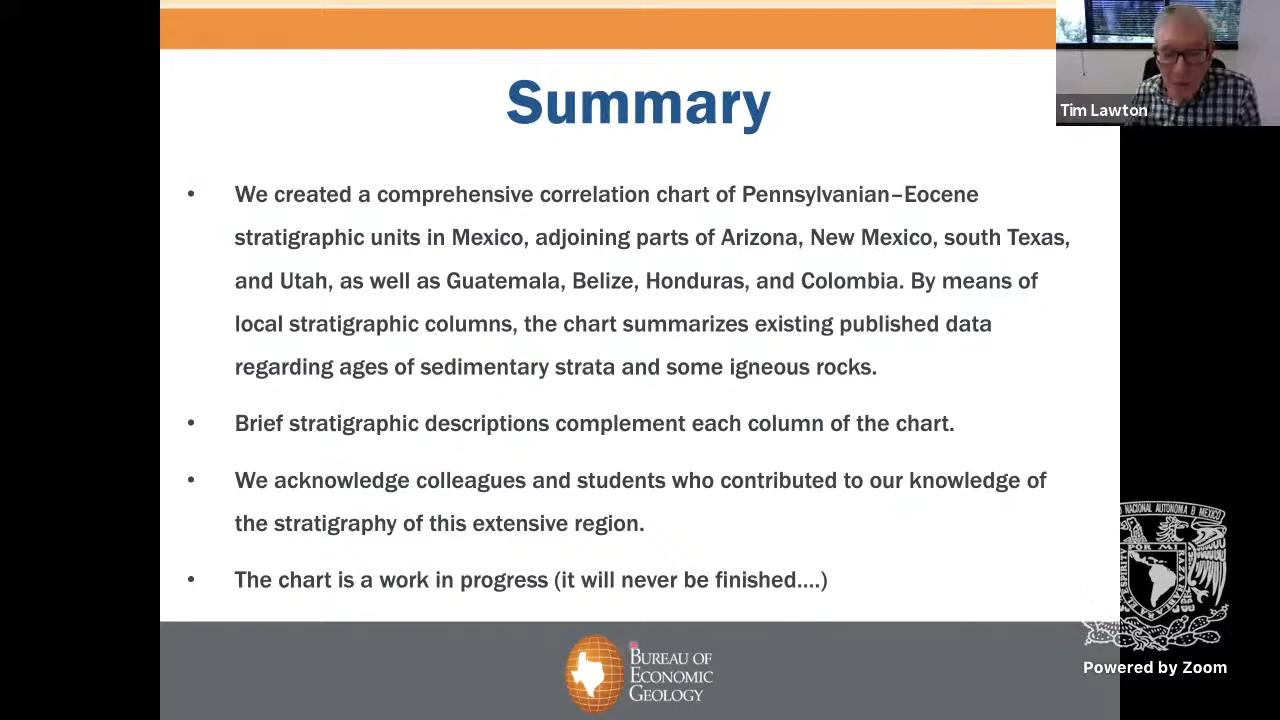 Summary
Tim Lawton
• We created a comprehensive correlation chart of Pennsylvanian–Eocene
stratigraphic units in Mexico, adjoining parts of Arizona, New Mexico, south Texas,
and Utah, as well as Guatemala, Belize, Honduras, and Colombia. By means of
local stratigraphic columns, the chart summarizes existing published data
regarding ages of sedimentary strata and some igneous rocks.
• Brief stratigraphic descriptions complement each column of the chart.
• We acknowledge colleagues and students who contributed to our knowledge of
the stratigraphy of this extensive region.
• The chart is a work in progress (it will never be finished....)
NACIONAL AUTONOMA
POR MI
Powered by Zoom
BUREAU OF
ECONOMIC
GEOLOGY